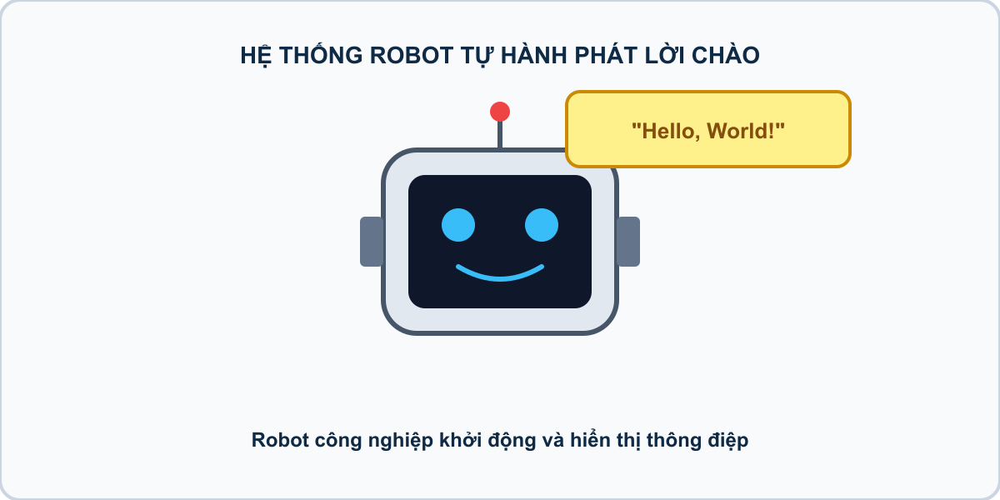 HỆ THỐNG ROBOT TỰ HÀNH PHÁT LỜI CHÀO
"Hello, World!"
Robot công nghiệp khởi động và hiển thị thông điệp